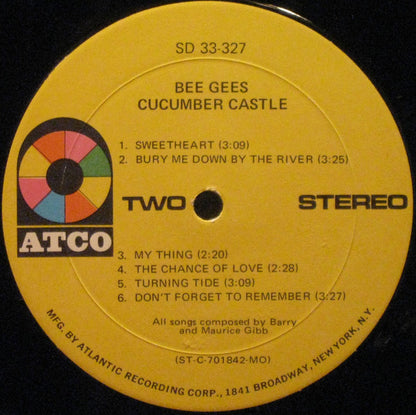 SD 33-327
BEE GEES
CUCUMBER CASTLE
1. SWEETHEART (3:09)
2. BURY ME DOWN BY THE RIVER (3:25)
TWO STEREO
ATCO
3. MY THING (2:20)
4. THE CHANCE OF LOVE (2:28)
5. TURNING TIDE (3:09)
6. DON'T FORGET TO REMEMBER (3:27)
All songs composed by Barry
and Maurice Gibb
(ST-C-701842-MO)
MFG. BY ATLANTIC RECORDING CORP., 1841 BROADWAY, NEW YORK, N.Y.